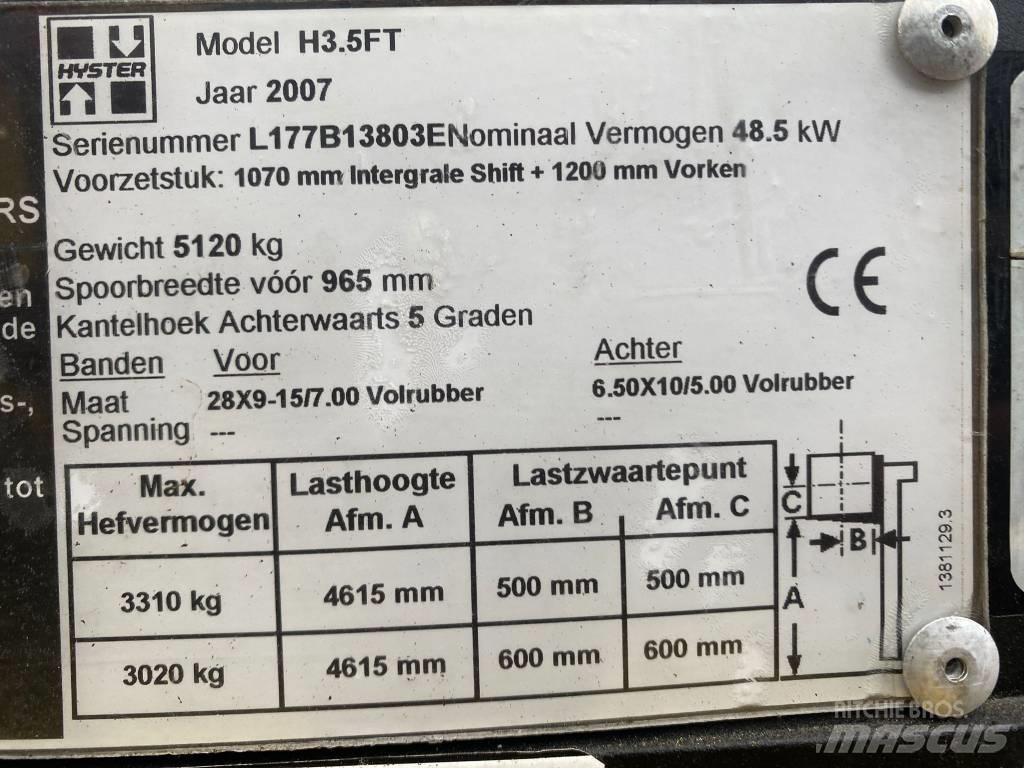 HYSTER
Model H3.5FT
Jaar 2007
Serienummer L177B13803ENominaal Vermogen 48.5 kW
Voorzetstuk: 1070 mm Intergrale Shift + 1200 mm Vorken
RS
Gewicht 5120 kg
en Spoorbreedte vóór 965 mm
de Kantelhoek Achterwaarts 5 Graden
CE
Banden Voor Achter
s-, Maat 28X9-15/7.00 Volrubber 6.50X10/5.00 Volrubber
Spanning --- ---
tot
Max. Hefvermogen Lasthoogte Afm. A Lastzwaartepunt Afm. B Afm. C
3310 kg 4615 mm 500 mm 500 mm
3020 kg 4615 mm 600 mm 600 mm
C
B
A
1381129.3
RITCHIE BROS.
MASCUS